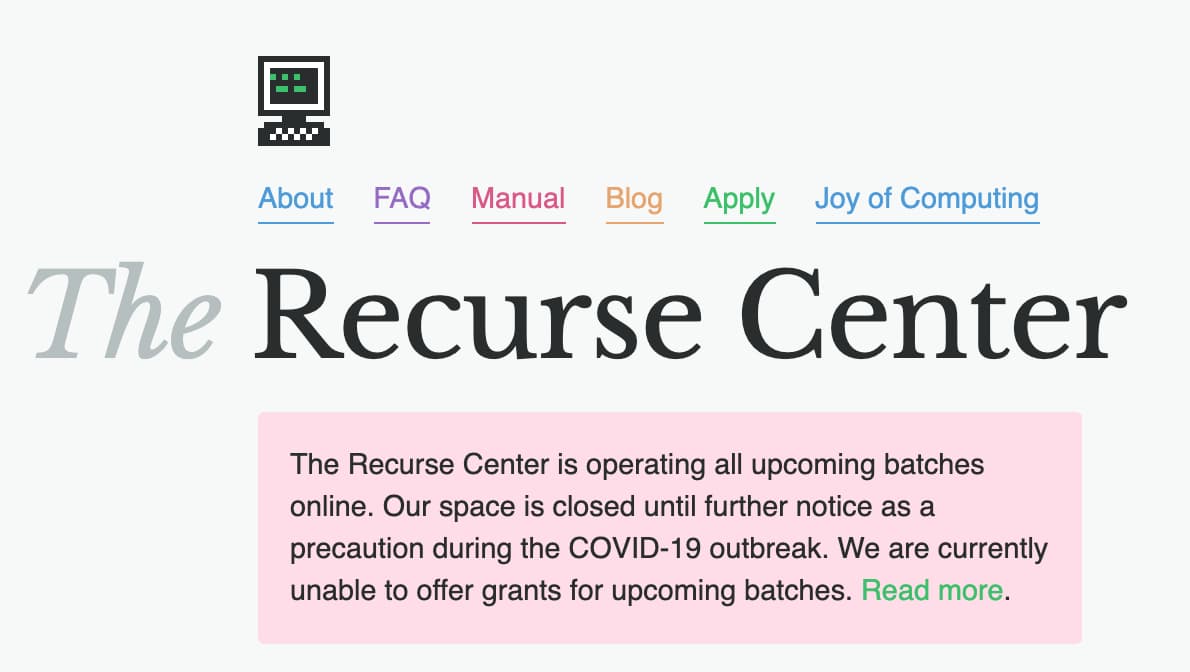 About FAQ Manual Blog Apply Joy of Computing
The Recurse Center
The Recurse Center is operating all upcoming batches
online. Our space is closed until further notice as a
precaution during the COVID-19 outbreak. We are currently
unable to offer grants for upcoming batches. Read more.